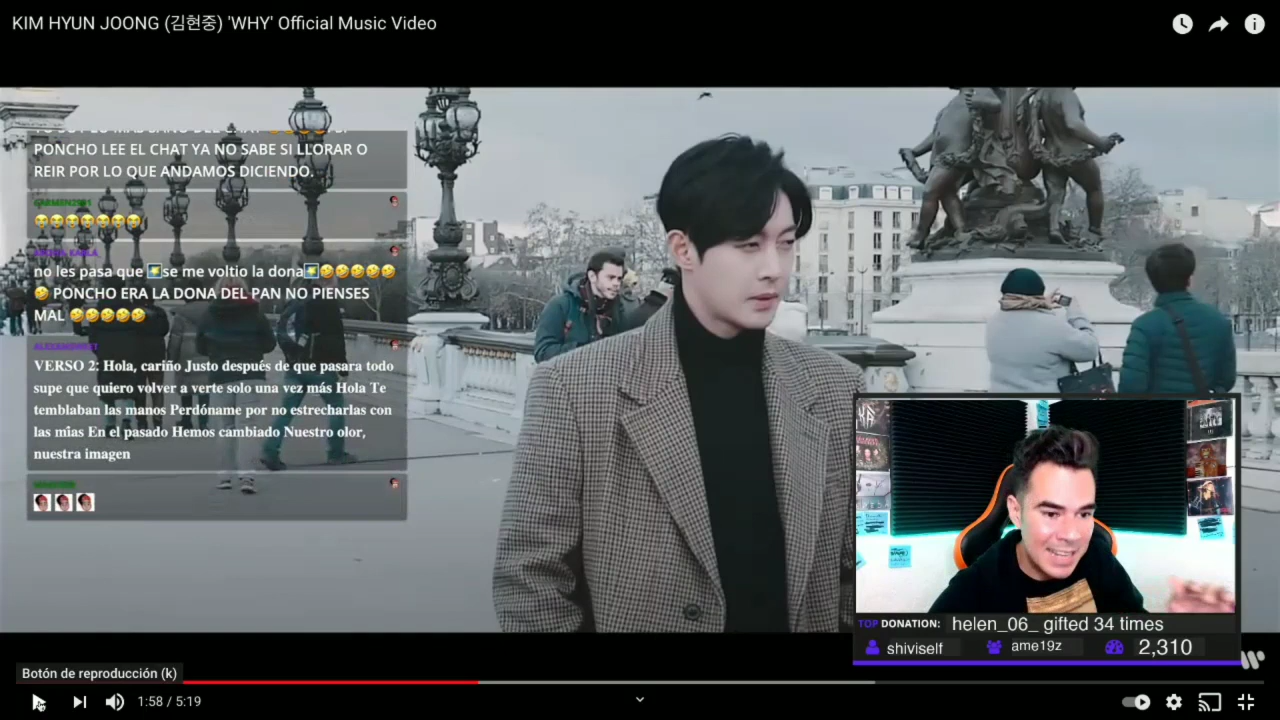 KIM HYUN JOONG (김현중) 'WHY' Official Music Video
PONCHO LEE EL CHAT YA NO SABE SI LLORAR O
REIR POR LO QUE ANDAMOS DICIENDO.
no les pasa que se me voltio la dona
PONCHO ERA LA DONA DEL PAN NO PIENSES
MAL
VERSO 2: Hola, cariño Justo después de que pasara todo
supe que quiero volver a verte solo una vez más Hola Te
temblaban las manos Perdóname por no estrecharlas con
las mías En el pasado Hemos cambiado Nuestro olor,
nuestra imagen
TOP DONATION: helen_06_ gifted 34 times
shiviself ame19z 2,310
Botón de reproducción (k)
1:58 / 5:19